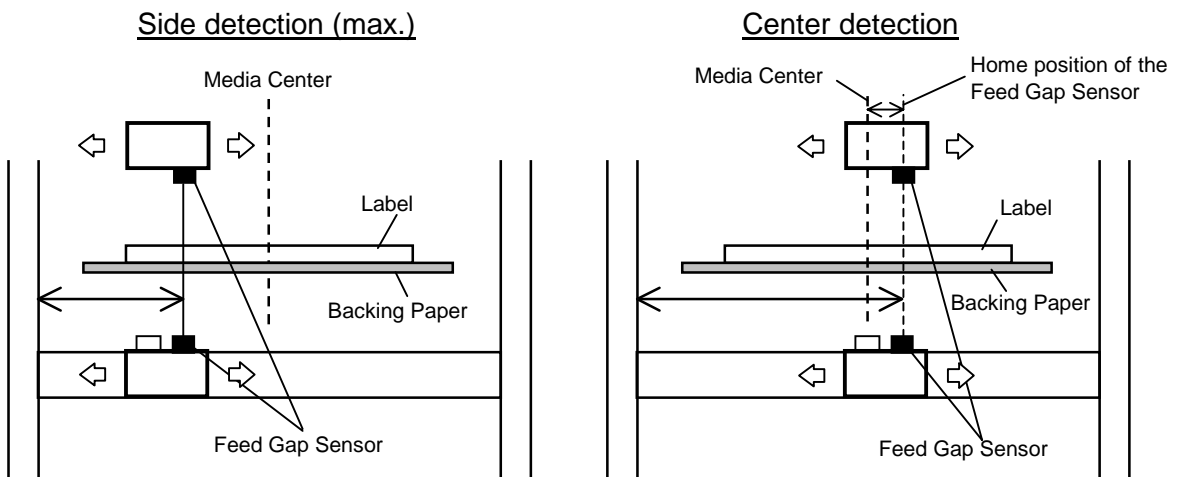 Side detection (max.)
Media Center
Label
Backing Paper
Feed Gap Sensor
Center detection
Media Center
Home position of the
Feed Gap Sensor
Label
Backing Paper
Feed Gap Sensor